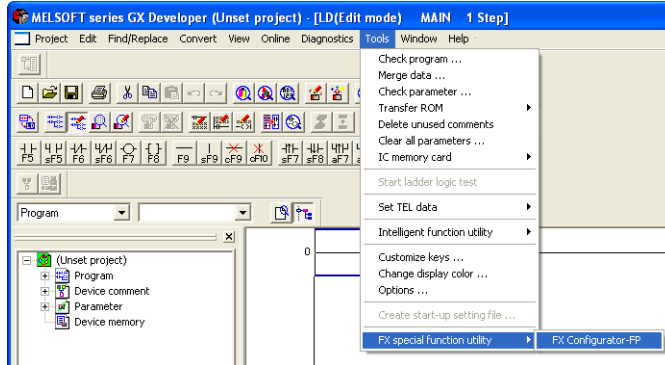 MELSOFT series GX Developer (Unset project) - [LD(Edit mode) MAIN 1 Step]
Project Edit Find/Replace Convert View Online Diagnostics Tools Window Help
Check program ...
Merge data ...
Check parameter ...
Transfer ROM
Delete unused comments
Clear all parameters ...
IC memory card
Start ladder logic test
Set TEL data
Intelligent function utility
Customize keys ...
Change display color ...
Options ...
Create start-up setting file ...
FX special function utility
FX Configurator-FP
F5 sF5 F6 sF6 F7 F8 F9 sF9 cF9 cF10 sF7 sF8 aF7
Program
0
(Unset project)
Program
Device comment
Parameter
Device memory